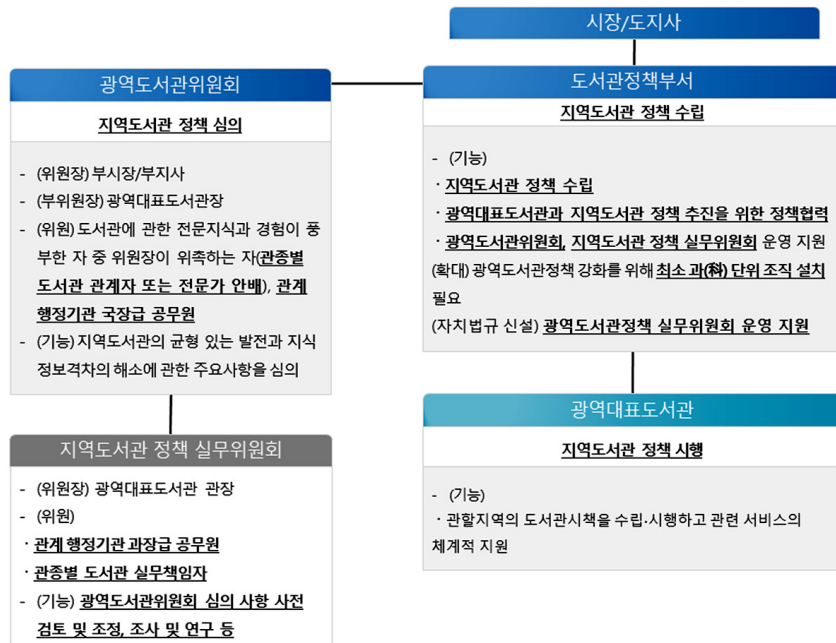 시장/도지사
광역도서관위원회
지역도서관 정책 심의
- (위원장) 부시장/부지사
- (부위원장) 광역대표도서관장
- (위원) 도서관에 관한 전문지식과 경험이 풍
부한 자 중 위원장이 위촉하는 자(관종별
도서관 관계자 또는 전문가 안배), 관계
행정기관 국장급 공무원
- (기능) 지역도서관의 균형 있는 발전과 지식
정보격차의 해소에 관한 주요사항을 심의
도서관정책부서
지역도서관 정책 수립
- (기능)
· 지역도서관 정책 수립
· 광역대표도서관과 지역도서관 정책 추진을 위한 정책협력
· 광역도서관위원회, 지역도서관 정책 실무위원회 운영 지원
(확대) 광역도서관정책 강화를 위해 최소 과(科) 단위 조직 설치
필요
(자치법규 신설) 광역도서관정책 실무위원회 운영 지원
지역도서관 정책 실무위원회
- (위원장) 광역대표도서관 관장
- (위원)
· 관계 행정기관 과장급 공무원
· 관종별 도서관 실무책임자
- (기능) 광역도서관위원회 심의 사항 사전
검토 및 조정, 조사 및 연구 등
광역대표도서관
지역도서관 정책 시행
- (기능)
· 관할지역의 도서관시책을 수립·시행하고 관련 서비스의
체계적 지원